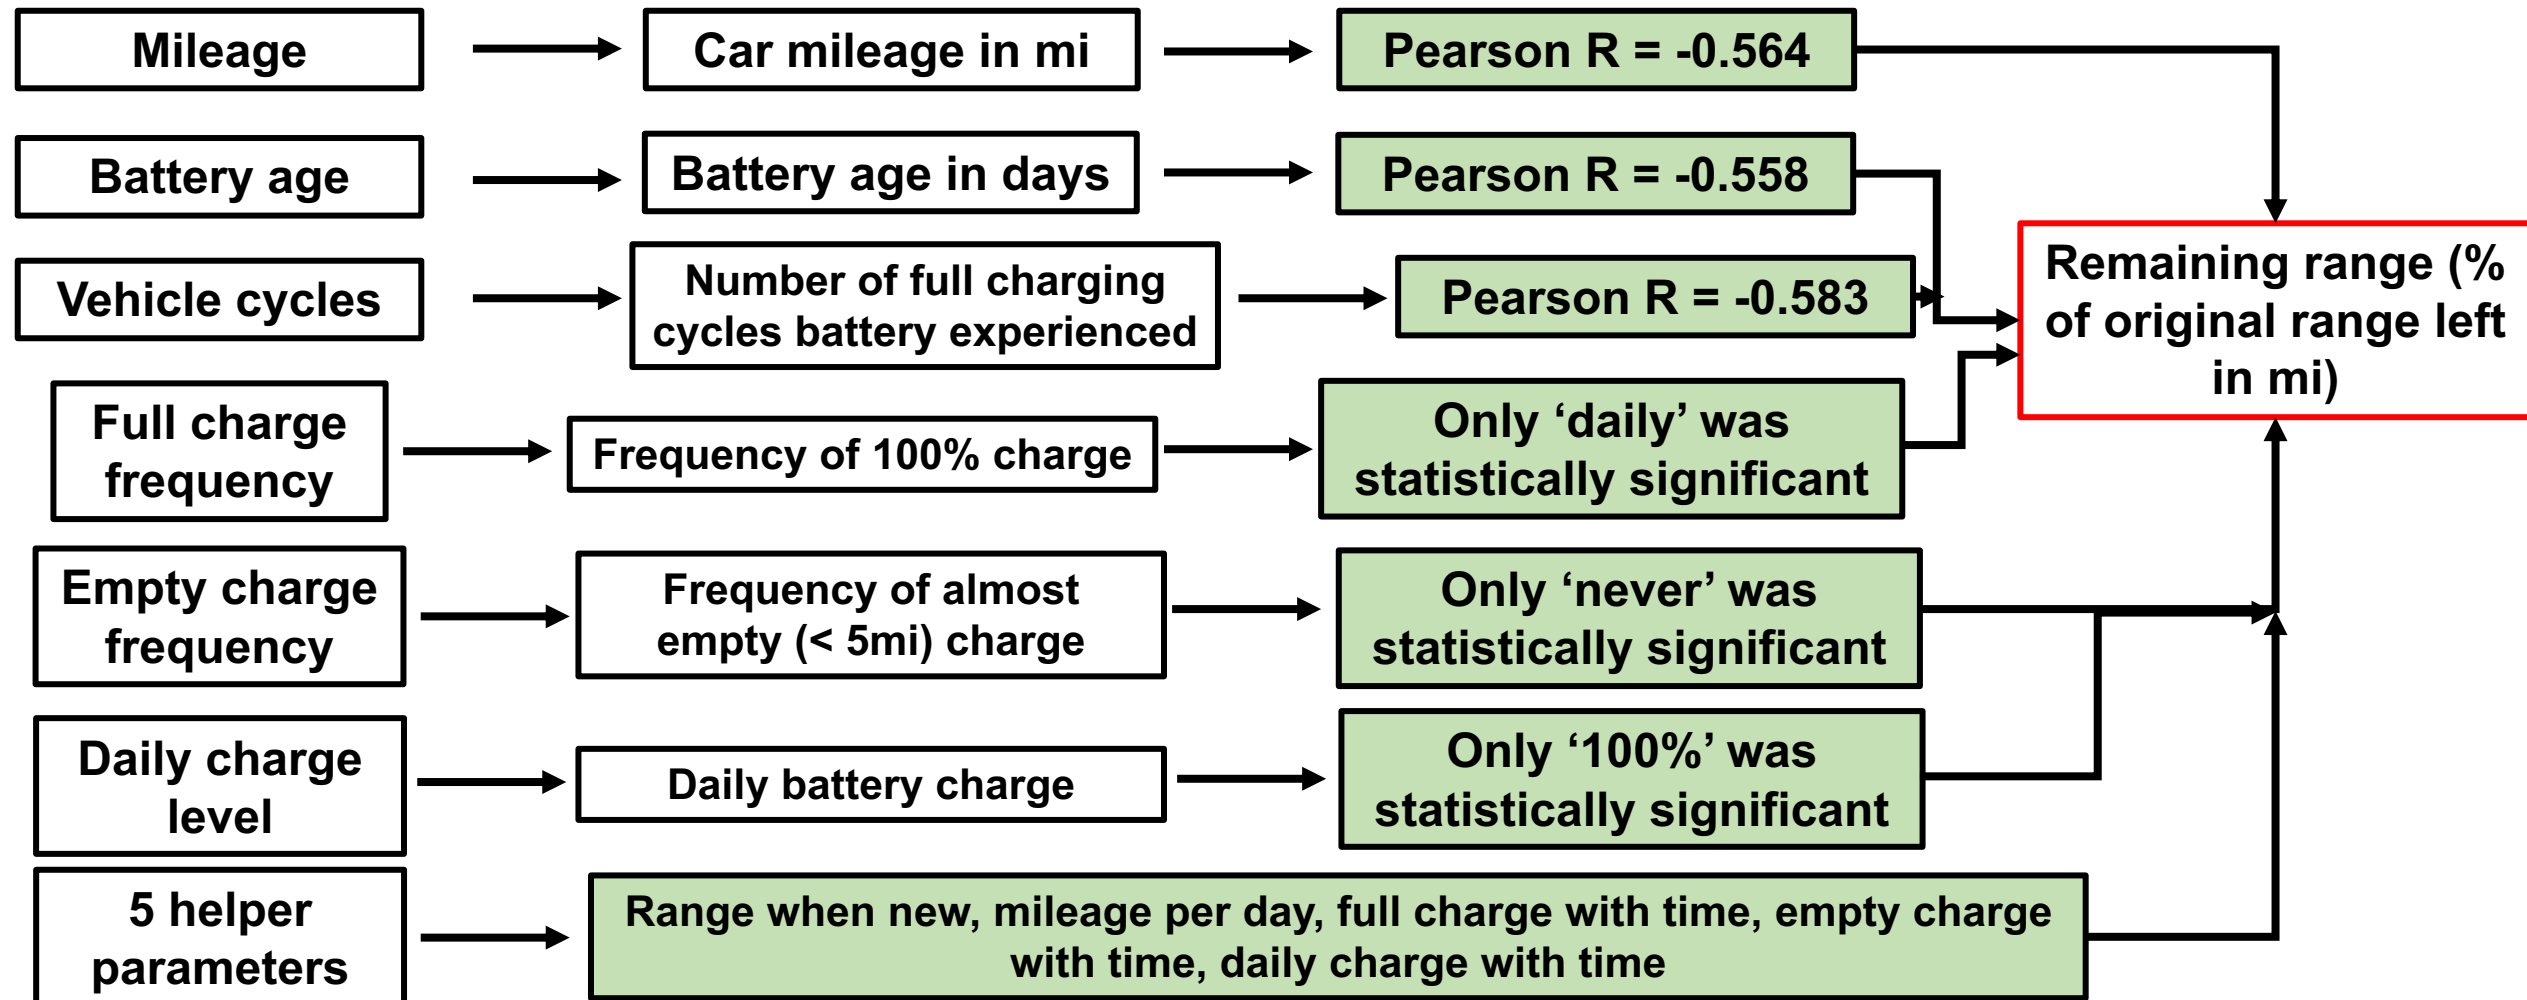 Mileage
Car mileage in mi
Pearson R = -0.564
Battery age
Battery age in days
Pearson R = -0.558
Vehicle cycles
Number of full charging
cycles battery experienced
Pearson R = -0.583
Remaining range (%
of original range left
in mi)
Full charge
frequency
Frequency of 100% charge
Only ‘daily’ was
statistically significant
Empty charge
frequency
Frequency of almost
empty (< 5mi) charge
Only ‘never’ was
statistically significant
Daily charge
level
Daily battery charge
Only ‘100%’ was
statistically significant
5 helper
parameters
Range when new, mileage per day, full charge with time, empty charge
with time, daily charge with time